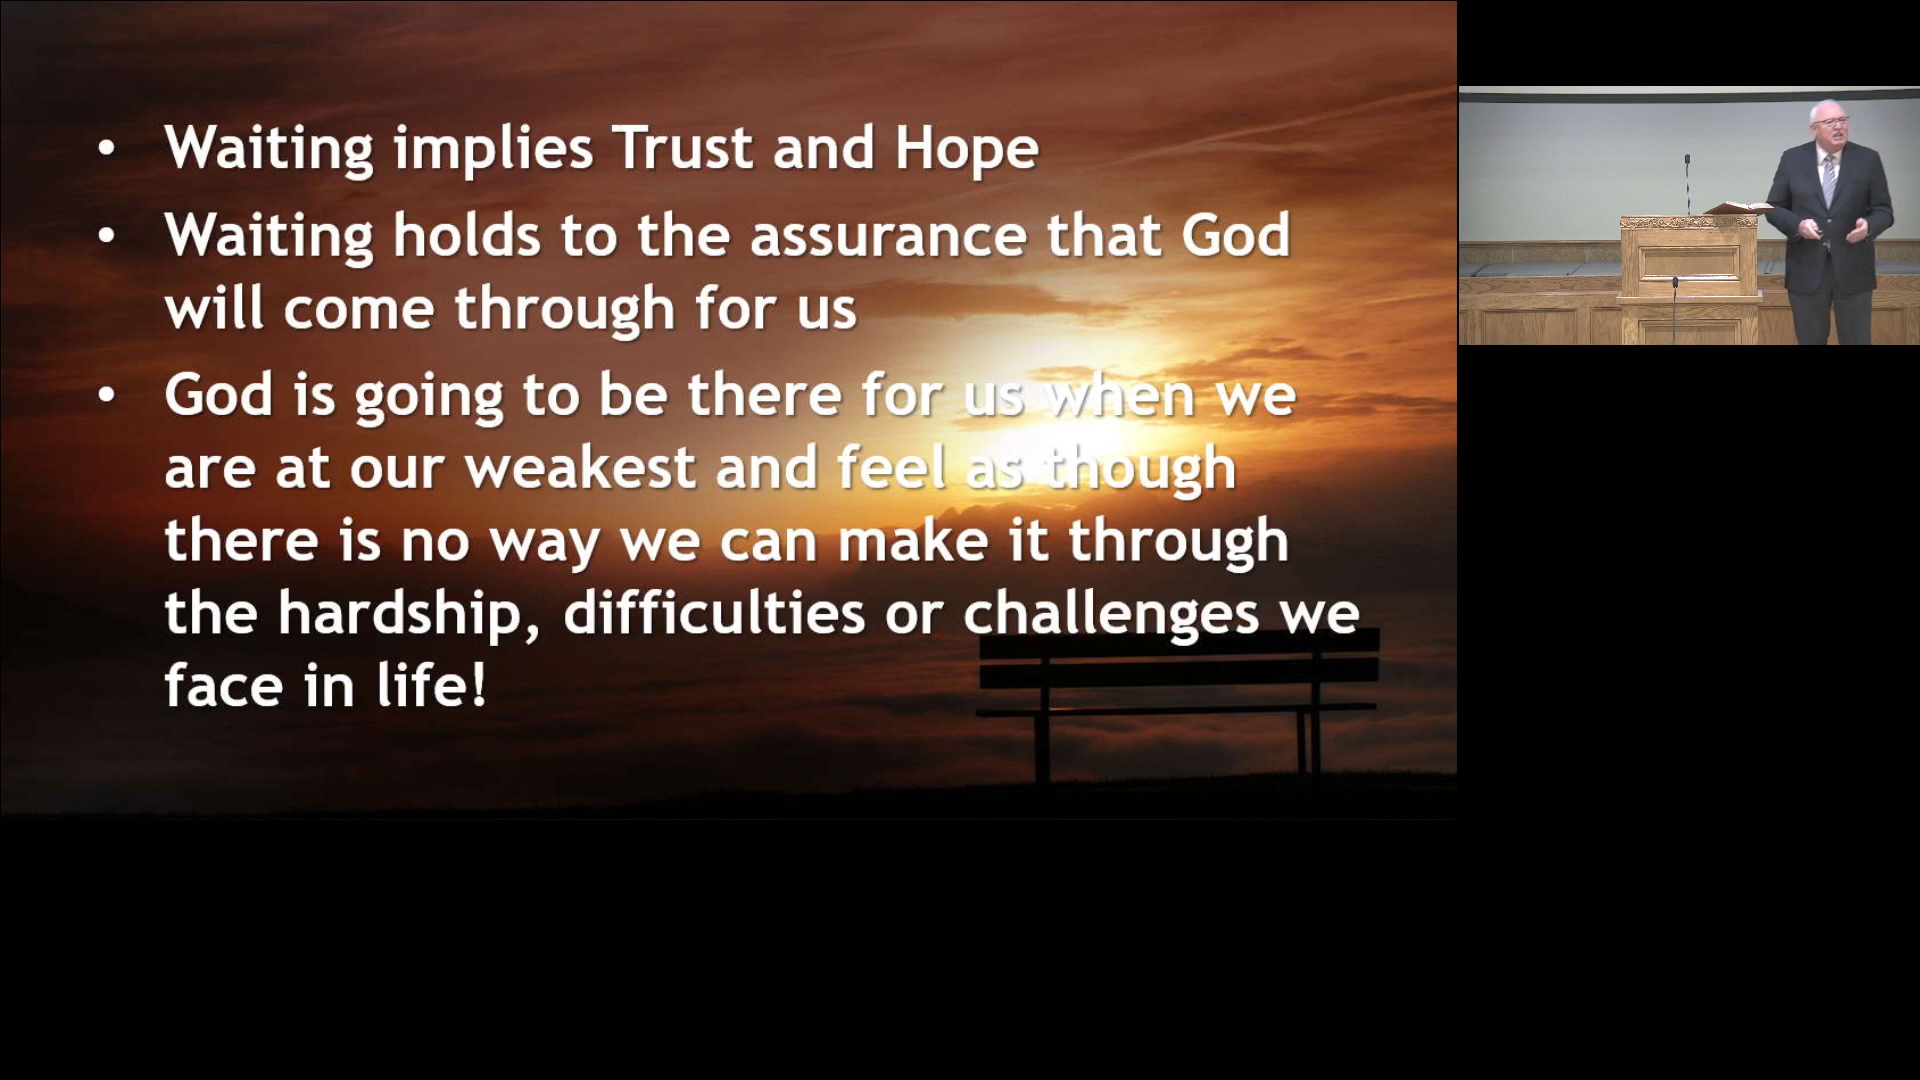 • Waiting implies Trust and Hope
• Waiting holds to the assurance that God
will come through for us
• God is going to be there for us when we
are at our weakest and feel as though
there is no way we can make it through
the hardship, difficulties or challenges we
face in life!